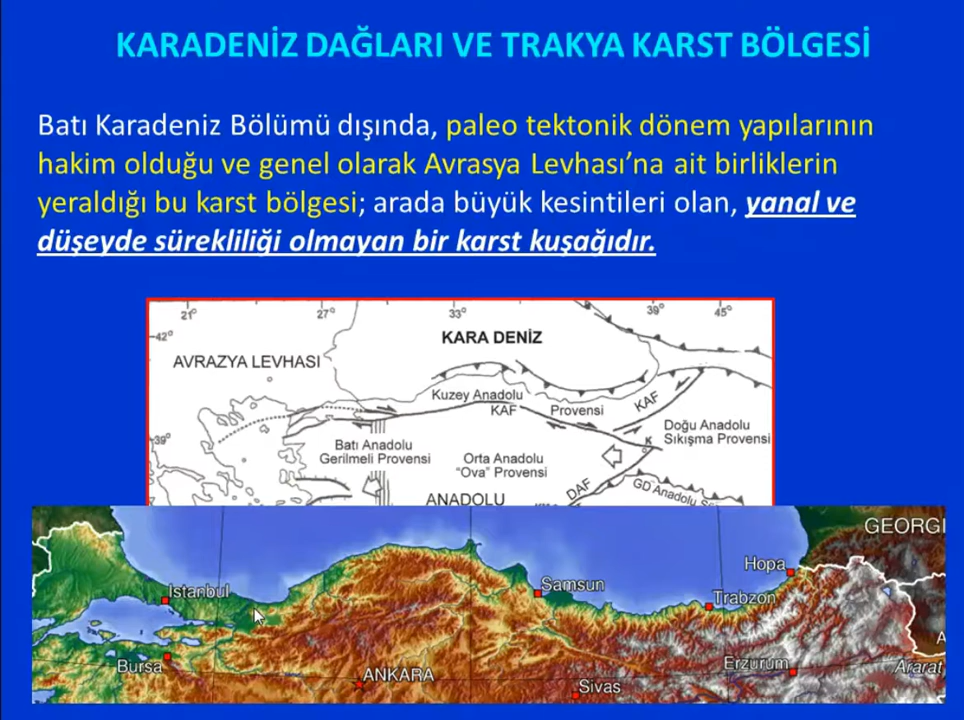 KARADENİZ DAĞLARI VE TRAKYA KARST BÖLGESİ
Batı Karadeniz Bölümü dışında, paleo tektonik dönem yapılarının
hakim olduğu ve genel olarak Avrasya Levhası'na ait birliklerin
yeraldığı bu karst bölgesi; arada büyük kesintileri olan, yanal ve
düşeyde sürekliliği olmayan bir karst kuşağıdır.
21° 27° 33° 39° 45°
42°
KARA DENİZ
AVRAZYA LEVHASI
Kuzey Anadolu
KAF
Provensi
KAF
Doğu Anadolu
Sıkışma Provensi
39°
K
Batı Anadolu
Gerilmeli Provensi
Orta Anadolu
"Ova" Provensi
DAF
GD Anadolu
ANADOLU
GEORGI
Hopa
Istanbul
Samsun
Trabzon
Bursa
ANKARA
Erzurum
Ararat
A
Sivas